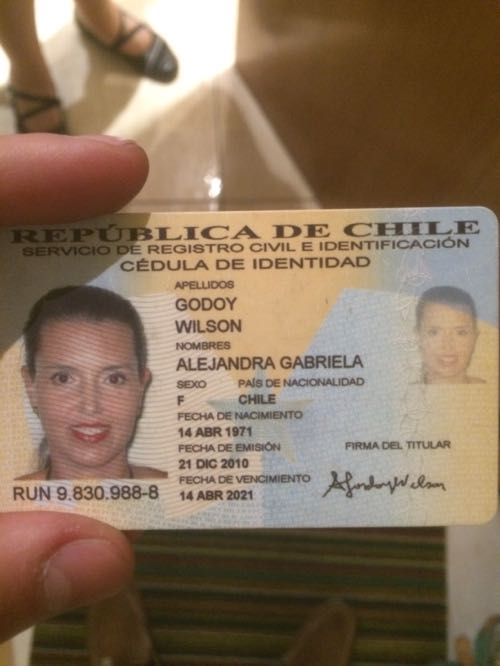 REPÚBLICA DE CHILE
SERVICIO DE REGISTRO CIVIL E IDENTIFICACIÓN
CÉDULA DE IDENTIDAD
APELLIDOS
GODOY
WILSON
NOMBRES
ALEJANDRA GABRIELA
SEXO PAÍS DE NACIONALIDAD
F CHILE
FECHA DE NACIMIENTO
14 ABR 1971
FECHA DE EMISIÓN FIRMA DEL TITULAR
21 DIC 2010
FECHA DE VENCIMIENTO
RUN 9.830.988-8 14 ABR 2021 AGodoyWilson